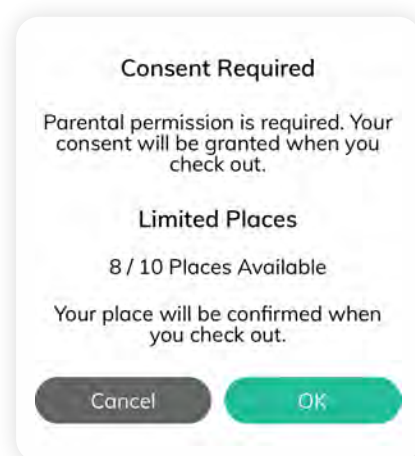 Consent Required
Parental permission is required. Your
consent will be granted when you
check out.
Limited Places
8 / 10 Places Available
Your place will be confirmed when
you check out.
Cancel
OK